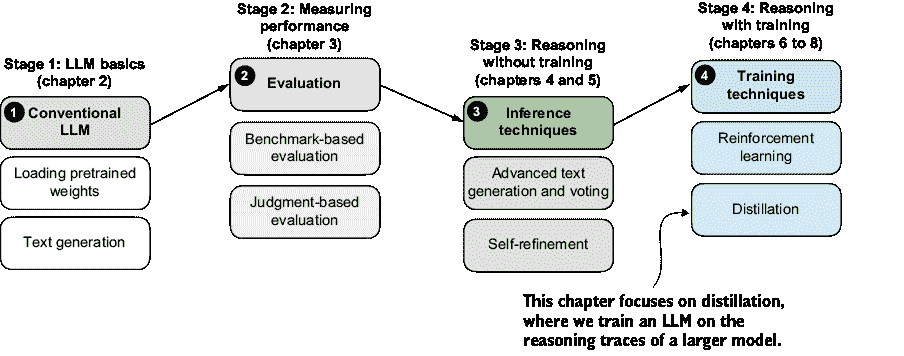 Stage 1: LLM basics
(chapter 2)
1
Conventional
LLM
Loading pretrained
weights
Text generation
Stage 2: Measuring
performance
(chapter 3)
2
Evaluation
Benchmark-based
evaluation
Judgment-based
evaluation
Stage 3: Reasoning
without training
(chapters 4 and 5)
3
Inference
techniques
Advanced text
generation and voting
Self-refinement
Stage 4: Reasoning
with training
(chapters 6 to 8)
4
Training
techniques
Reinforcement
learning
Distillation
This chapter focuses on distillation,
where we train an LLM on the
reasoning traces of a larger model.